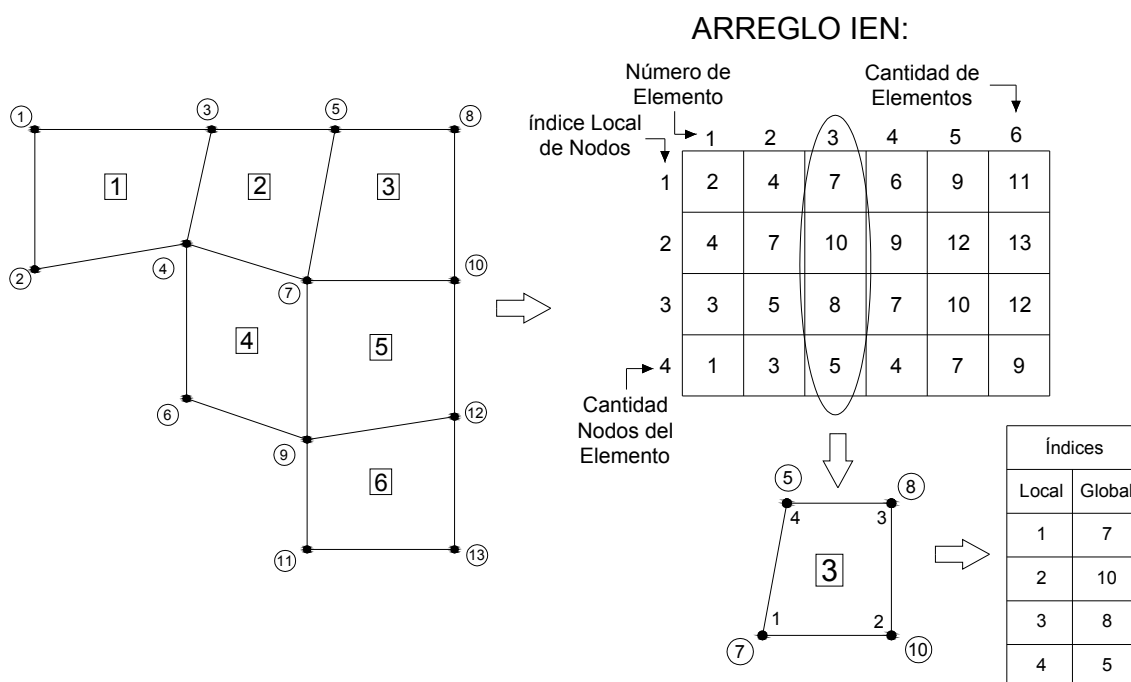 ARREGLO IEN:
Número de
Elemento
Cantidad de
Elementos
índice Local
de Nodos
1 2 3 4 5 6
1 2 4 7 6 9 11
2 4 7 10 9 12 13
3 3 5 8 7 10 12
4 1 3 5 4 7 9
Cantidad
Nodos del
Elemento
1 3 5 8
1 2 3
2 4 7 10
4 5
6 9 12
6
11 13
5 8
4 3
3
1 2
7 10
Índices
Local Global
1 7
2 10
3 8
4 5